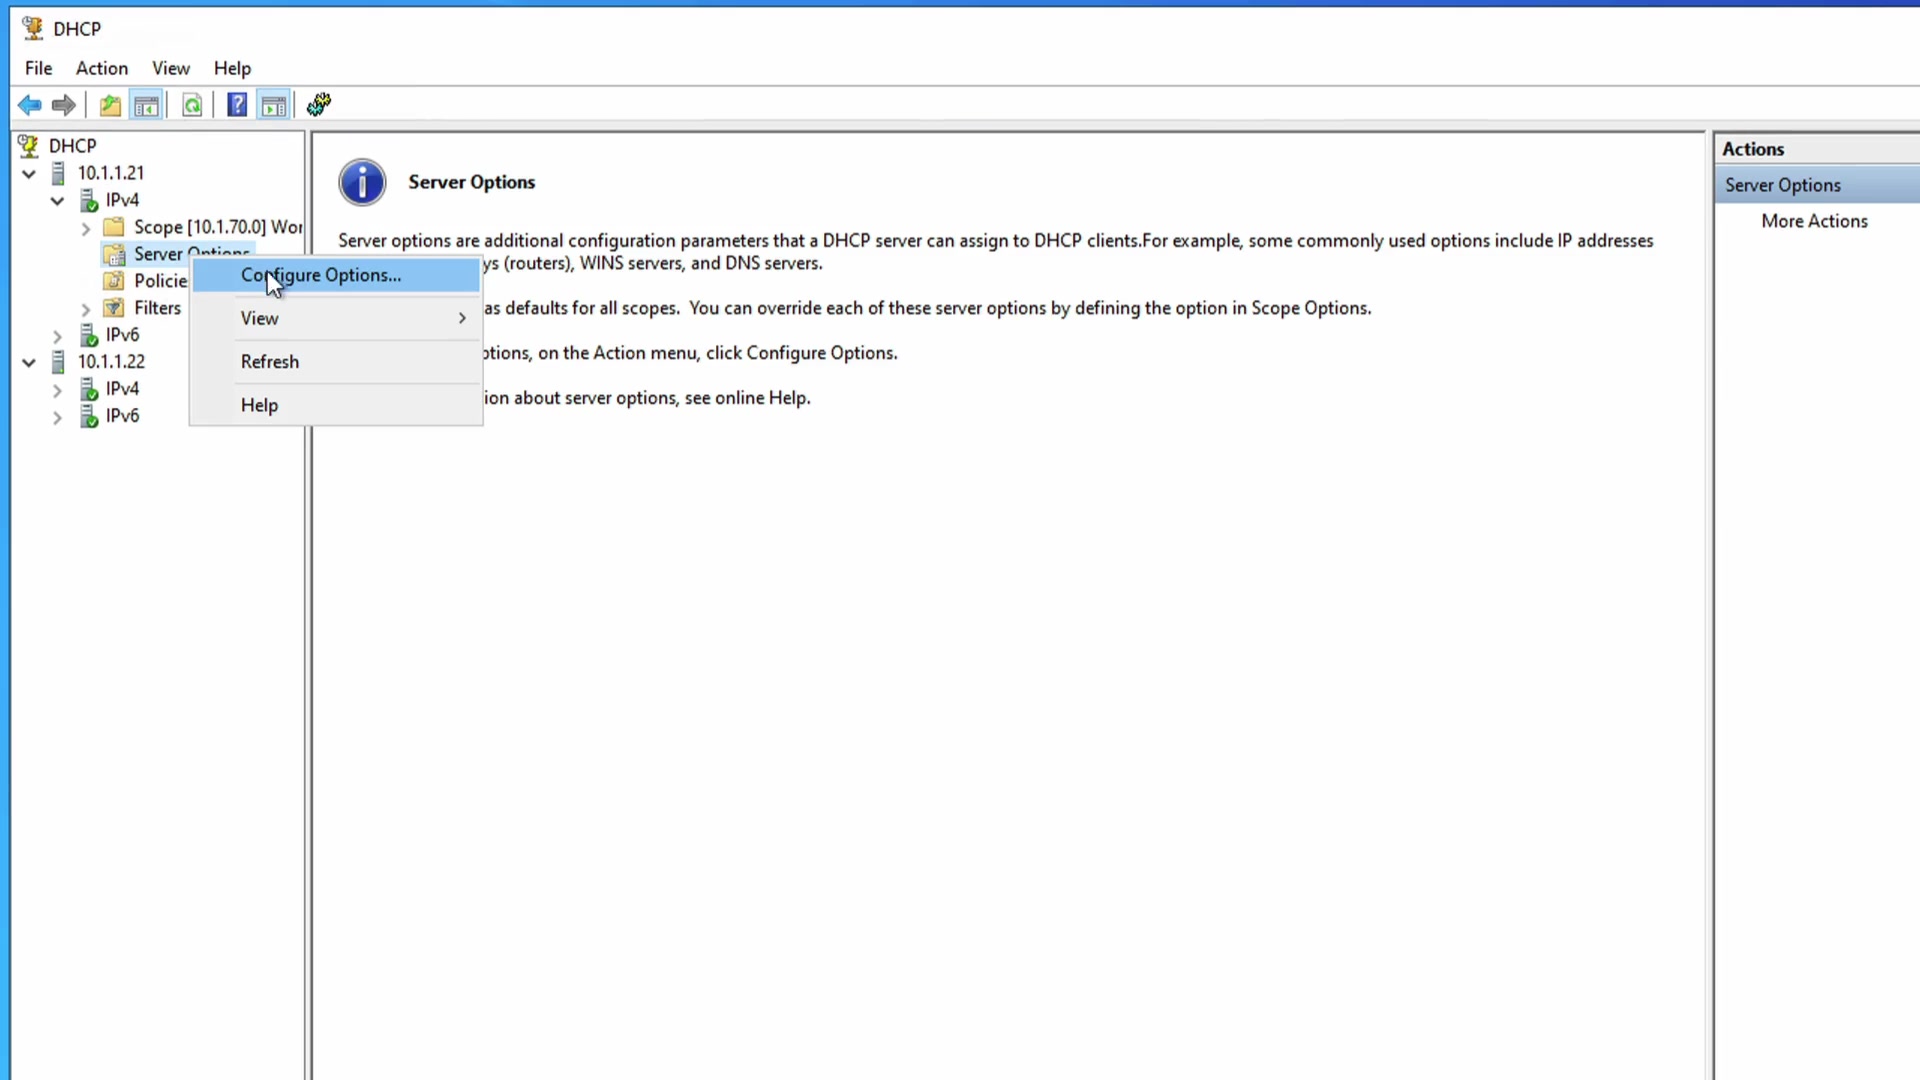 DHCP
File Action View Help
DHCP
10.1.1.21
IPv4
Scope [10.1.70.0] Wor
Server Options
Policie
Filters
IPv6
10.1.1.22
IPv4
IPv6
Configure Options...
View
Refresh
Help
Server Options
Server options are additional configuration parameters that a DHCP server can assign to DHCP clients.For example, some commonly used options include IP addresses
ys (routers), WINS servers, and DNS servers.
as defaults for all scopes. You can override each of these server options by defining the option in Scope Options.
ptions, on the Action menu, click Configure Options.
ion about server options, see online Help.
Actions
Server Options
More Actions